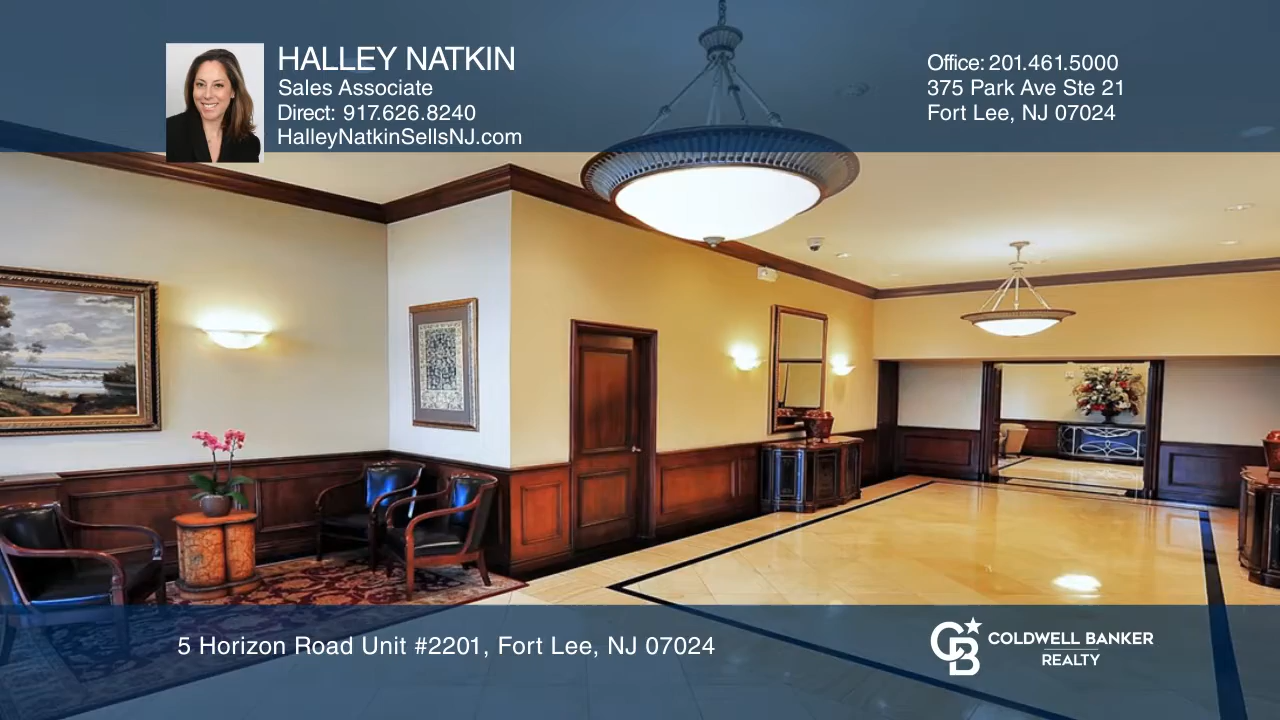 HALLEY NATKIN
Sales Associate
Direct: 917.626.8240
HalleyNatkinSellsNJ.com
Office: 201.461.5000
375 Park Ave Ste 21
Fort Lee, NJ 07024
5 Horizon Road Unit #2201, Fort Lee, NJ 07024
CB
COLDWELL BANKER
REALTY